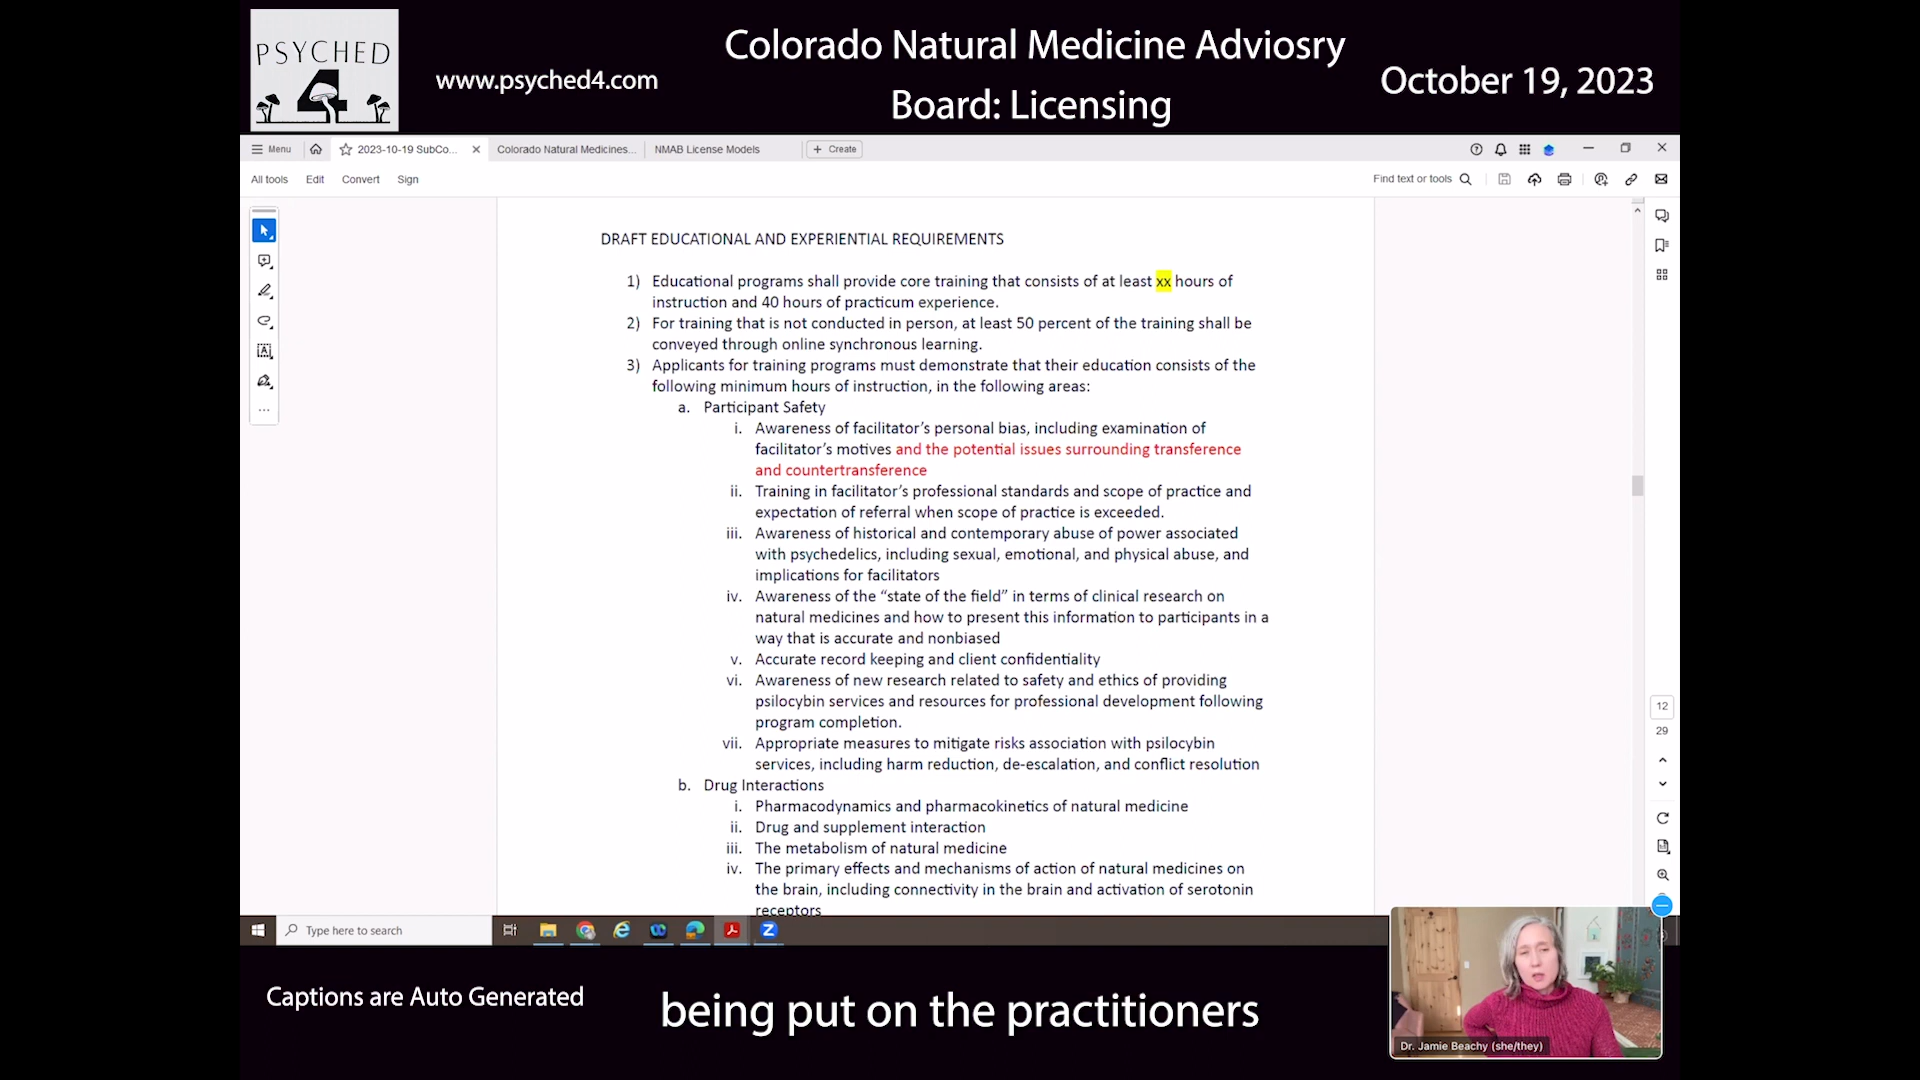 PSYCHED
4
www.psyched4.com
Colorado Natural Medicine Adviosry
Board: Licensing
October 19, 2023
Menu
2023-10-19 SubCo...
Colorado Natural Medicines...
NMAB License Models
+ Create
All tools
Edit
Convert
Sign
Find text or tools
DRAFT EDUCATIONAL AND EXPERIENTIAL REQUIREMENTS
1) Educational programs shall provide core training that consists of at least xx hours of
instruction and 40 hours of practicum experience.
2) For training that is not conducted in person, at least 50 percent of the training shall be
conveyed through online synchronous learning.
3) Applicants for training programs must demonstrate that their education consists of the
following minimum hours of instruction, in the following areas:
a. Participant Safety
i. Awareness of facilitator’s personal bias, including examination of
facilitator’s motives and the potential issues surrounding transference
and countertransference
ii. Training in facilitator’s professional standards and scope of practice and
expectation of referral when scope of practice is exceeded.
iii. Awareness of historical and contemporary abuse of power associated
with psychedelics, including sexual, emotional, and physical abuse, and
implications for facilitators
iv. Awareness of the “state of the field” in terms of clinical research on
natural medicines and how to present this information to participants in a
way that is accurate and nonbiased
v. Accurate record keeping and client confidentiality
vi. Awareness of new research related to safety and ethics of providing
psilocybin services and resources for professional development following
program completion.
vii. Appropriate measures to mitigate risks association with psilocybin
services, including harm reduction, de-escalation, and conflict resolution
b. Drug Interactions
i. Pharmacodynamics and pharmacokinetics of natural medicine
ii. Drug and supplement interaction
iii. The metabolism of natural medicine
iv. The primary effects and mechanisms of action of natural medicines on
the brain, including connectivity in the brain and activation of serotonin
receptors
12
29
Type here to search
Captions are Auto Generated
being put on the practitioners
Dr. Jamie Beachy (she/they)